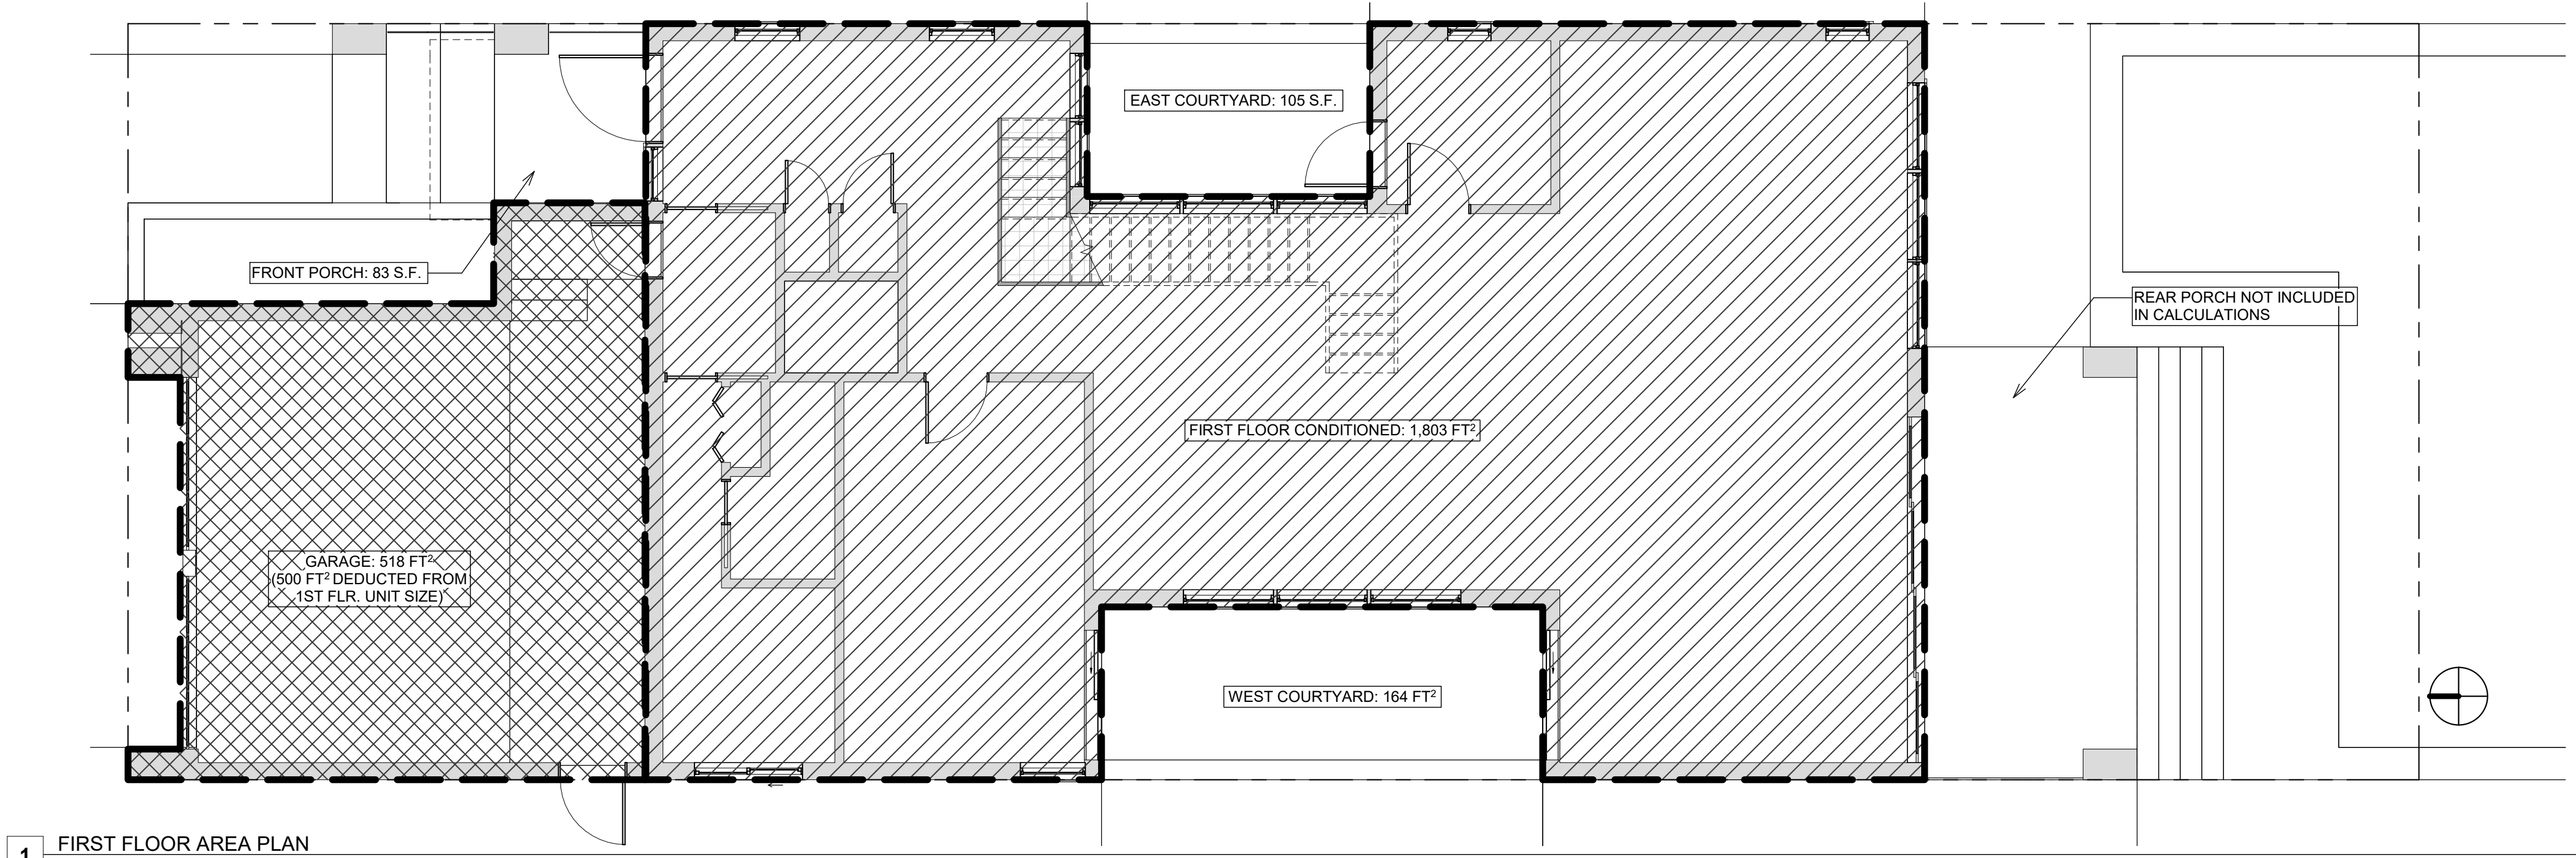 EAST COURTYARD: 105 S.F.
FRONT PORCH: 83 S.F.
REAR PORCH NOT INCLUDED
IN CALCULATIONS
FIRST FLOOR CONDITIONED: 1,803 FT²
GARAGE: 518 FT²
(500 FT² DEDUCTED FROM
1ST FLR. UNIT SIZE)
WEST COURTYARD: 164 FT²
1 FIRST FLOOR AREA PLAN